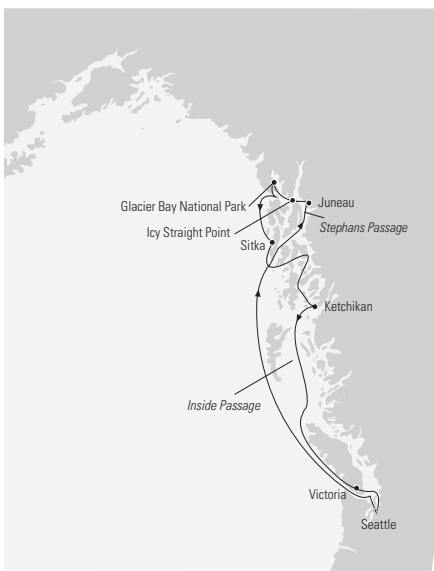 Glacier Bay National Park
Juneau
Icy Straight Point
Stephans Passage
Sitka
Ketchikan
Inside Passage
Victoria
Seattle